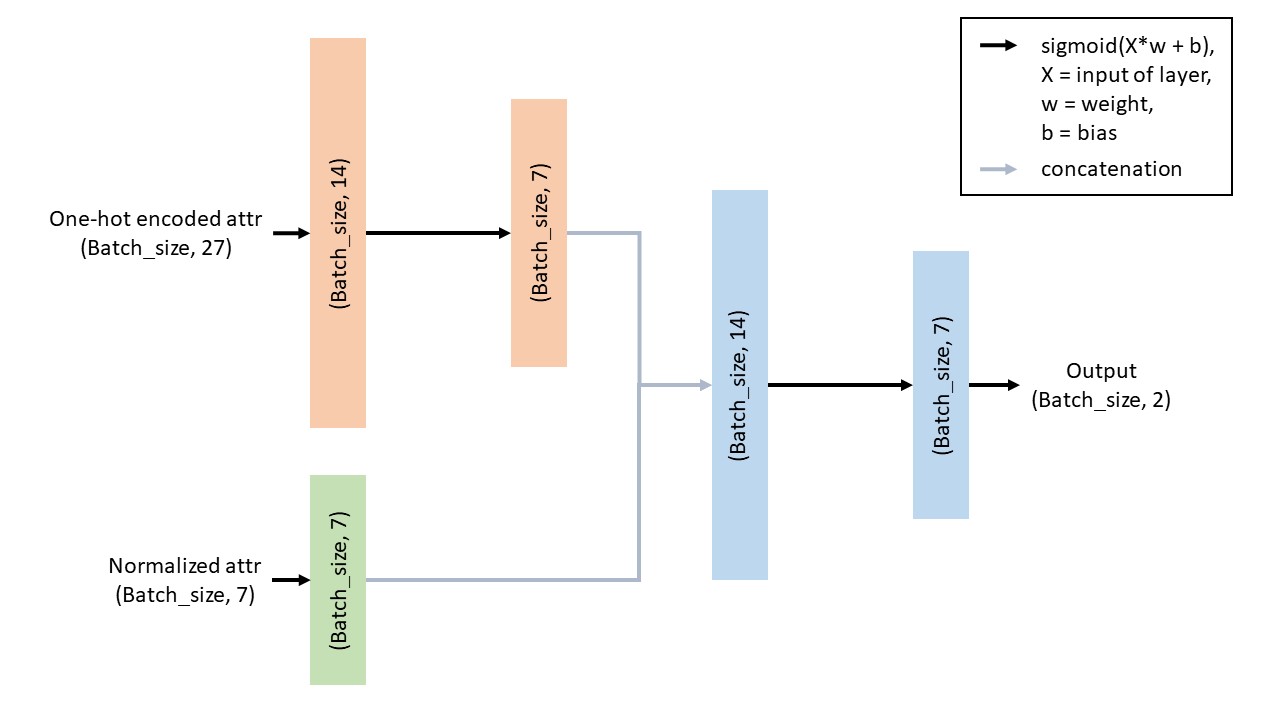 sigmoid(X*w + b),
X = input of layer,
w = weight,
b = bias
concatenation
One-hot encoded attr
(Batch_size, 27)
(Batch_size, 14)
(Batch_size, 7)
Normalized attr
(Batch_size, 7)
(Batch_size, 7)
(Batch_size, 14)
(Batch_size, 7)
Output
(Batch_size, 2)